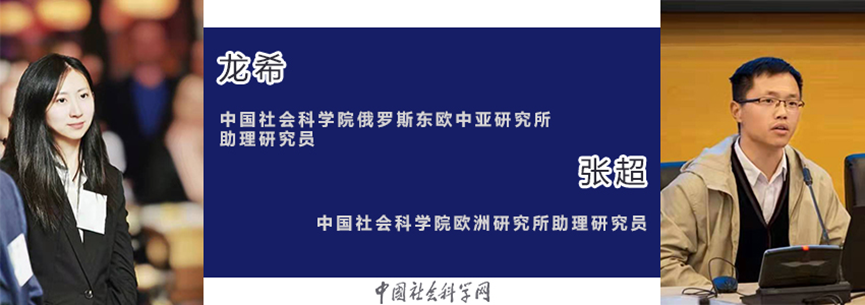 龙希
中国社会科学院俄罗斯东欧中亚研究所
助理研究员
张超
中国社会科学院欧洲研究所助理研究员
中国社会科学网